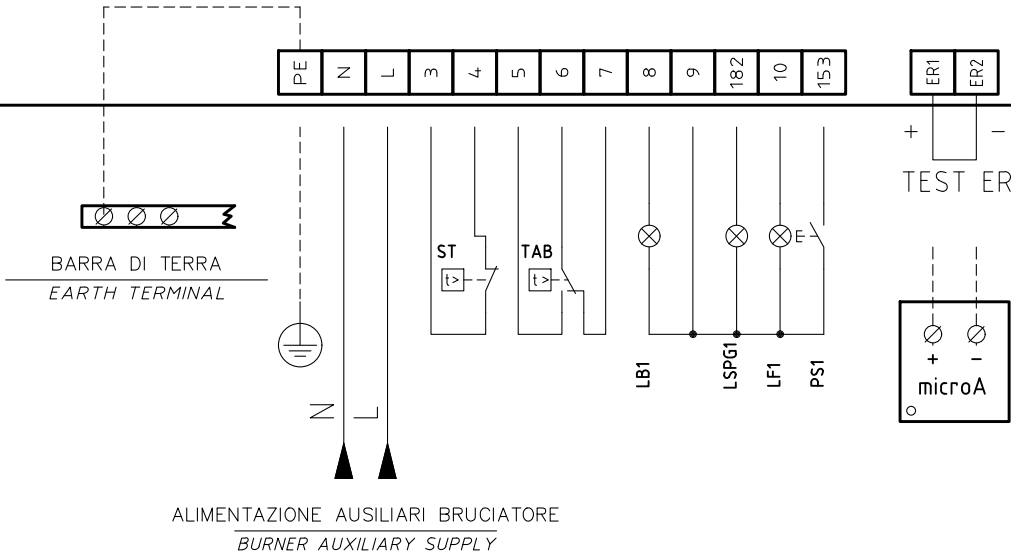 PE N L 3 4 5 6 7 8 9 182 10 153 ER1 ER2
+ -
TEST ER
ST TAB
t> t>
E
BARRA DI TERRA
EARTH TERMINAL
+ -
microA
LB1 LSPG1 LF1 PS1
N L
ALIMENTAZIONE AUSILIARI BRUCIATORE
BURNER AUXILIARY SUPPLY